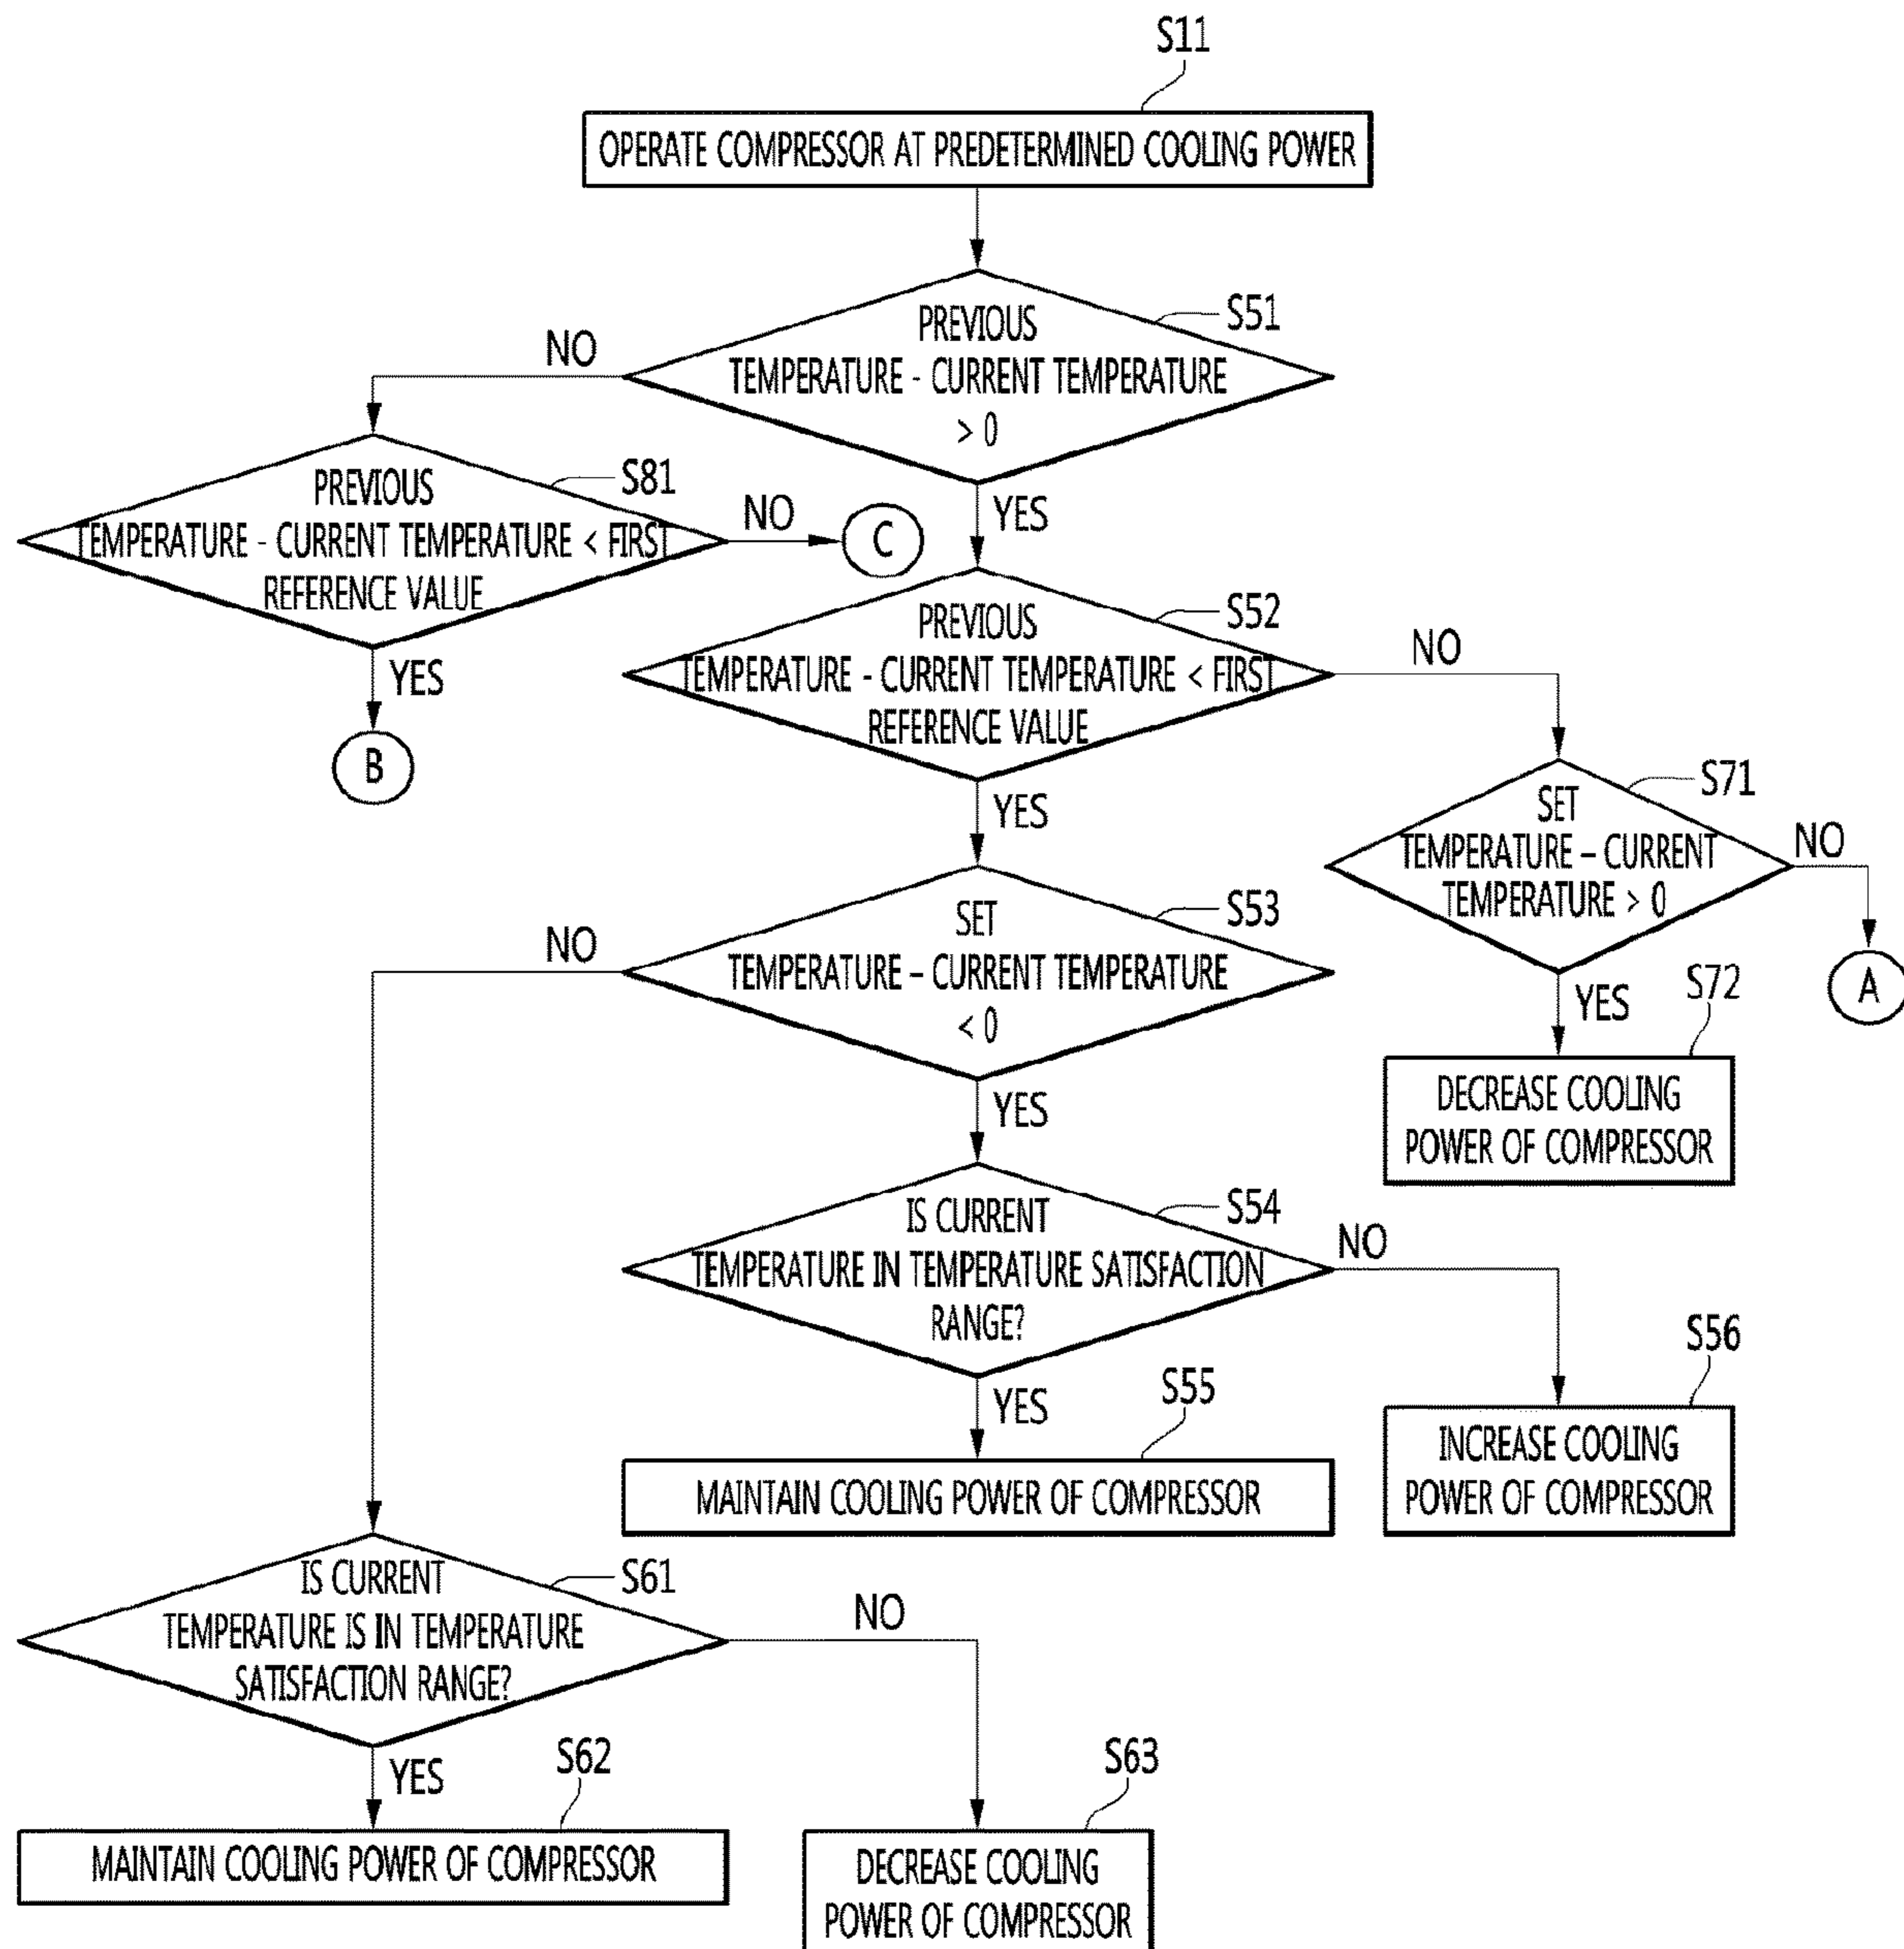 S11
OPERATE COMPRESSOR AT PREDETERMINED COOLING POWER
S51
PREVIOUS
TEMPERATURE - CURRENT TEMPERATURE
> 0
NO
YES
S81
PREVIOUS
TEMPERATURE - CURRENT TEMPERATURE < FIRST
REFERENCE VALUE
NO
C
YES
B
S52
PREVIOUS
TEMPERATURE - CURRENT TEMPERATURE < FIRST
REFERENCE VALUE
NO
YES
S71
SET
TEMPERATURE – CURRENT
TEMPERATURE > 0
NO
A
YES
S72
DECREASE COOLING
POWER OF COMPRESSOR
S53
SET
TEMPERATURE – CURRENT TEMPERATURE
< 0
NO
YES
S54
IS CURRENT
TEMPERATURE IN TEMPERATURE SATISFACTION
RANGE?
NO
YES
S55
MAINTAIN COOLING POWER OF COMPRESSOR
S56
INCREASE COOLING
POWER OF COMPRESSOR
S61
IS CURRENT
TEMPERATURE IS IN TEMPERATURE
SATISFACTION RANGE?
NO
YES
S62
MAINTAIN COOLING POWER OF COMPRESSOR
S63
DECREASE COOLING
POWER OF COMPRESSOR